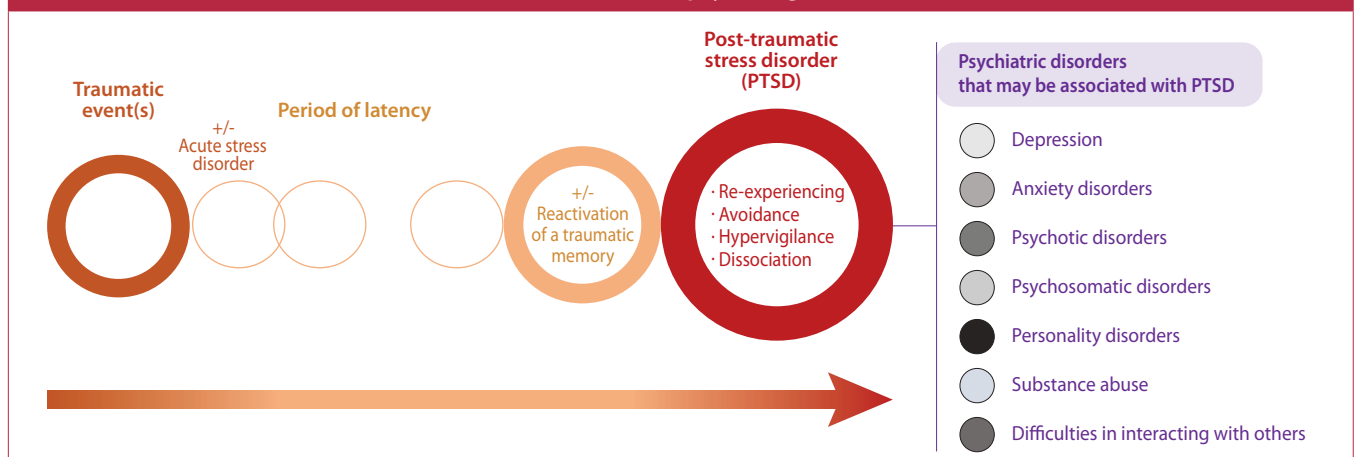 Traumatic
event(s)
+/-
Acute stress
disorder
Period of latency
+/-
Reactivation
of a traumatic
memory
Post-traumatic
stress disorder
(PTSD)
· Re-experiencing
· Avoidance
· Hypervigilance
· Dissociation
Psychiatric disorders
that may be associated with PTSD
Depression
Anxiety disorders
Psychotic disorders
Psychosomatic disorders
Personality disorders
Substance abuse
Difficulties in interacting with others